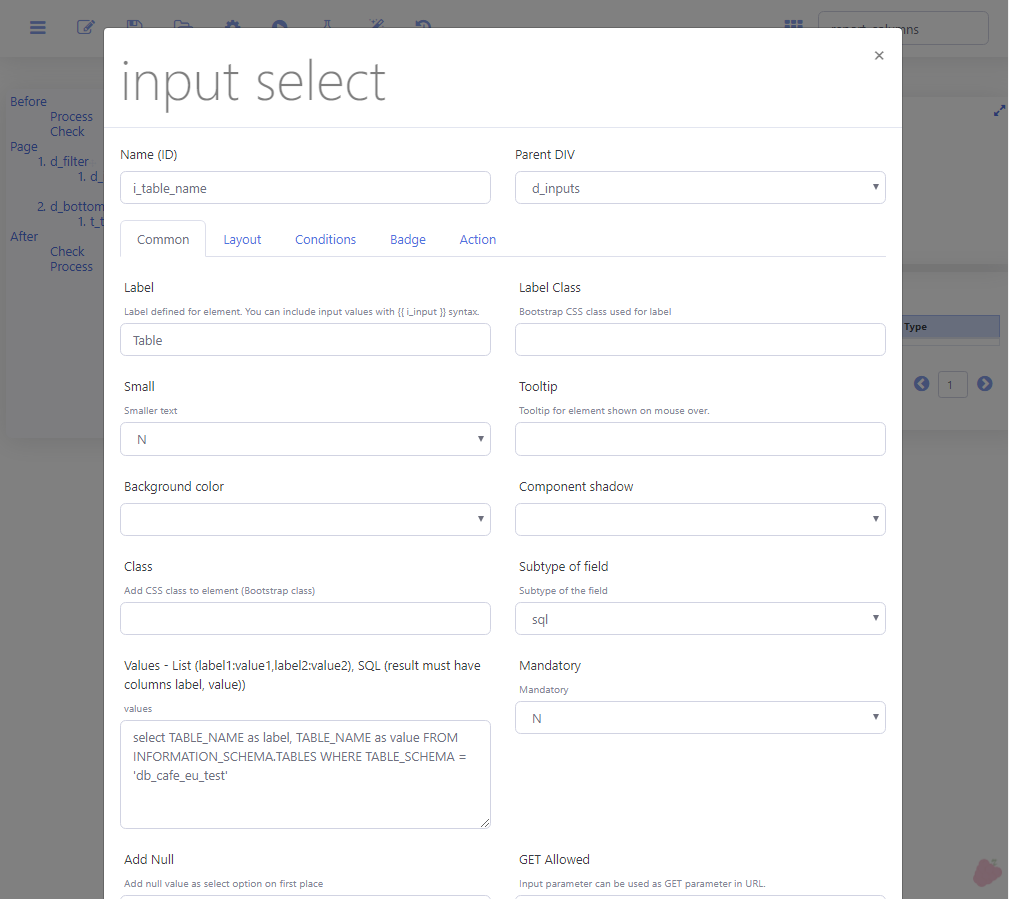 report_columns
input select
×
Before
Process
Check
Page
1. d_filter
1. d_
2. d_bottom
1. t_t
After
Check
Process
Name (ID)
Parent DIV
i_table_name
d_inputs
Common
Layout
Conditions
Badge
Action
Label
Label Class
Label defined for element. You can include input values with {{ i_input }} syntax.
Bootstrap CSS class used for label
Table
Type
Small
Tooltip
1
Smaller text
Tooltip for element shown on mouse over.
N
Background color
Component shadow
Class
Subtype of field
Add CSS class to element (Bootstrap class)
Subtype of the field
sql
Values - List (label1:value1,label2:value2), SQL (result must have
columns label, value))
Mandatory
values
Mandatory
N
select TABLE_NAME as label, TABLE_NAME as value FROM
INFORMATION_SCHEMA.TABLES WHERE TABLE_SCHEMA =
'db_cafe_eu_test'
Add Null
GET Allowed
Add null value as select option on first place
Input parameter can be used as GET parameter in URL.